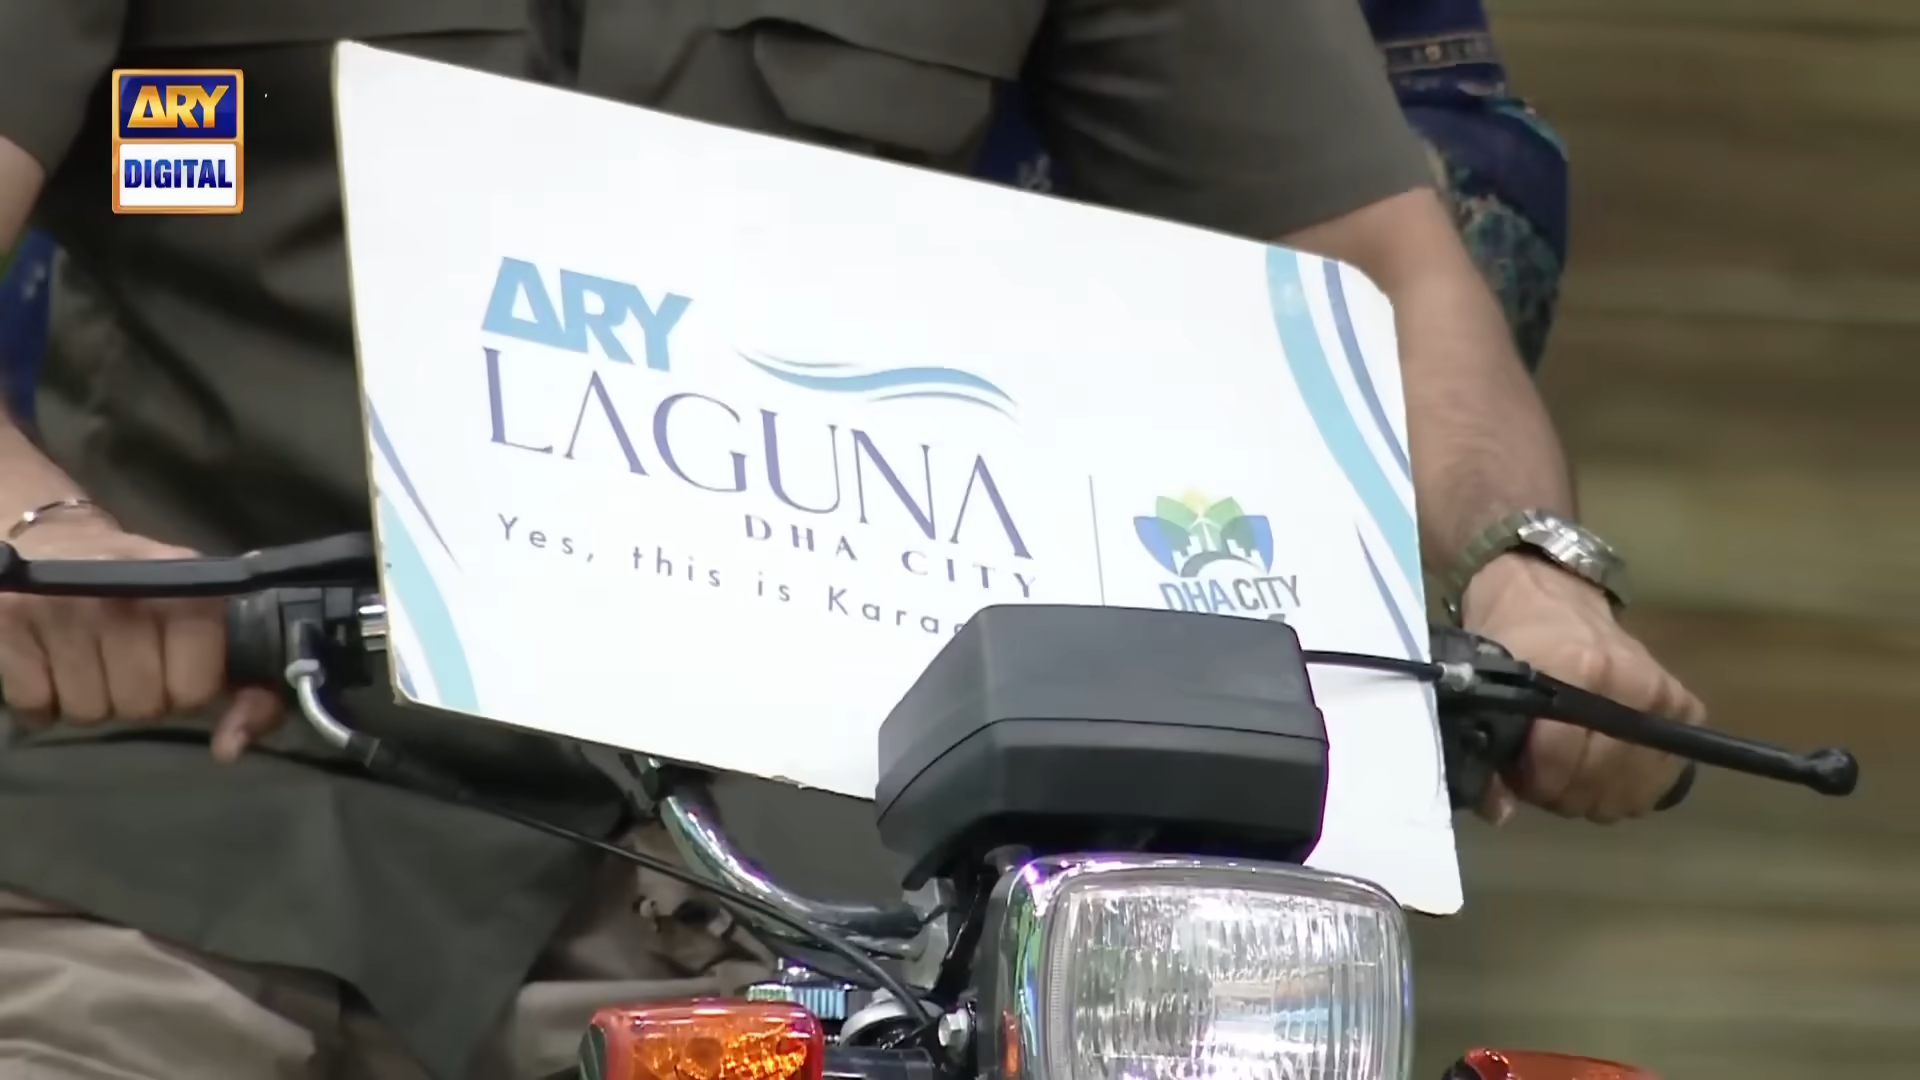 ARY
DIGITAL
ARY
LAGUNA
DHA CITY
Yes, this is
DHA CITY